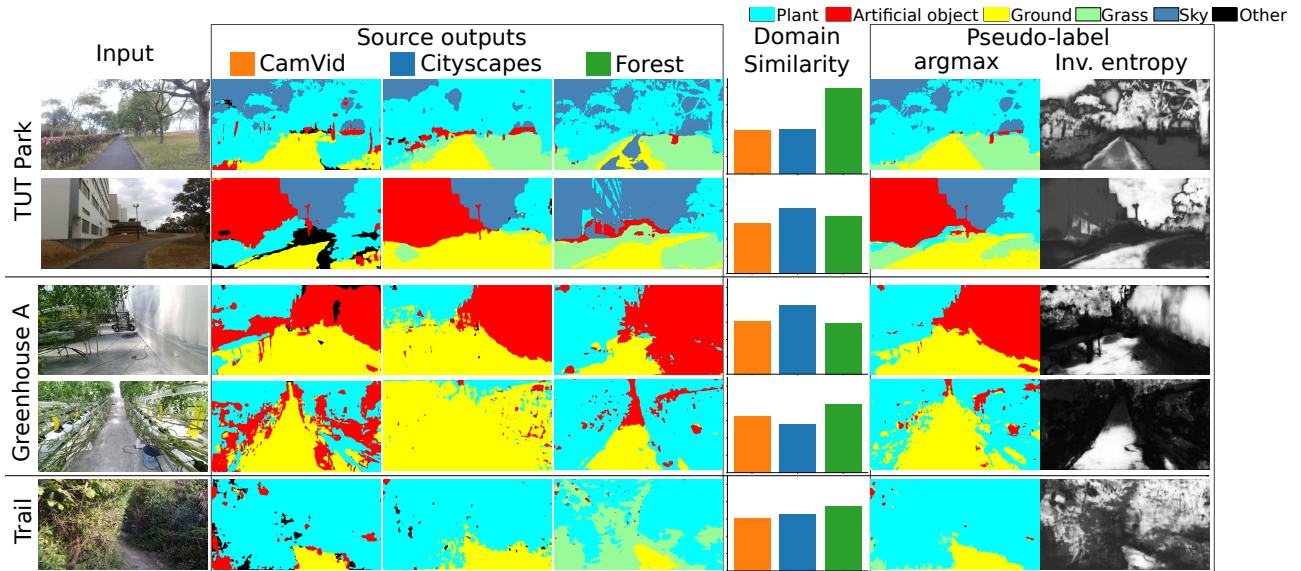 Plant Artificial object Ground Grass Sky Other
Input
Source outputs
CamVid Cityscapes Forest
Domain
Similarity
Pseudo-label
argmax Inv. entropy
TUT Park
Greenhouse A
Trail